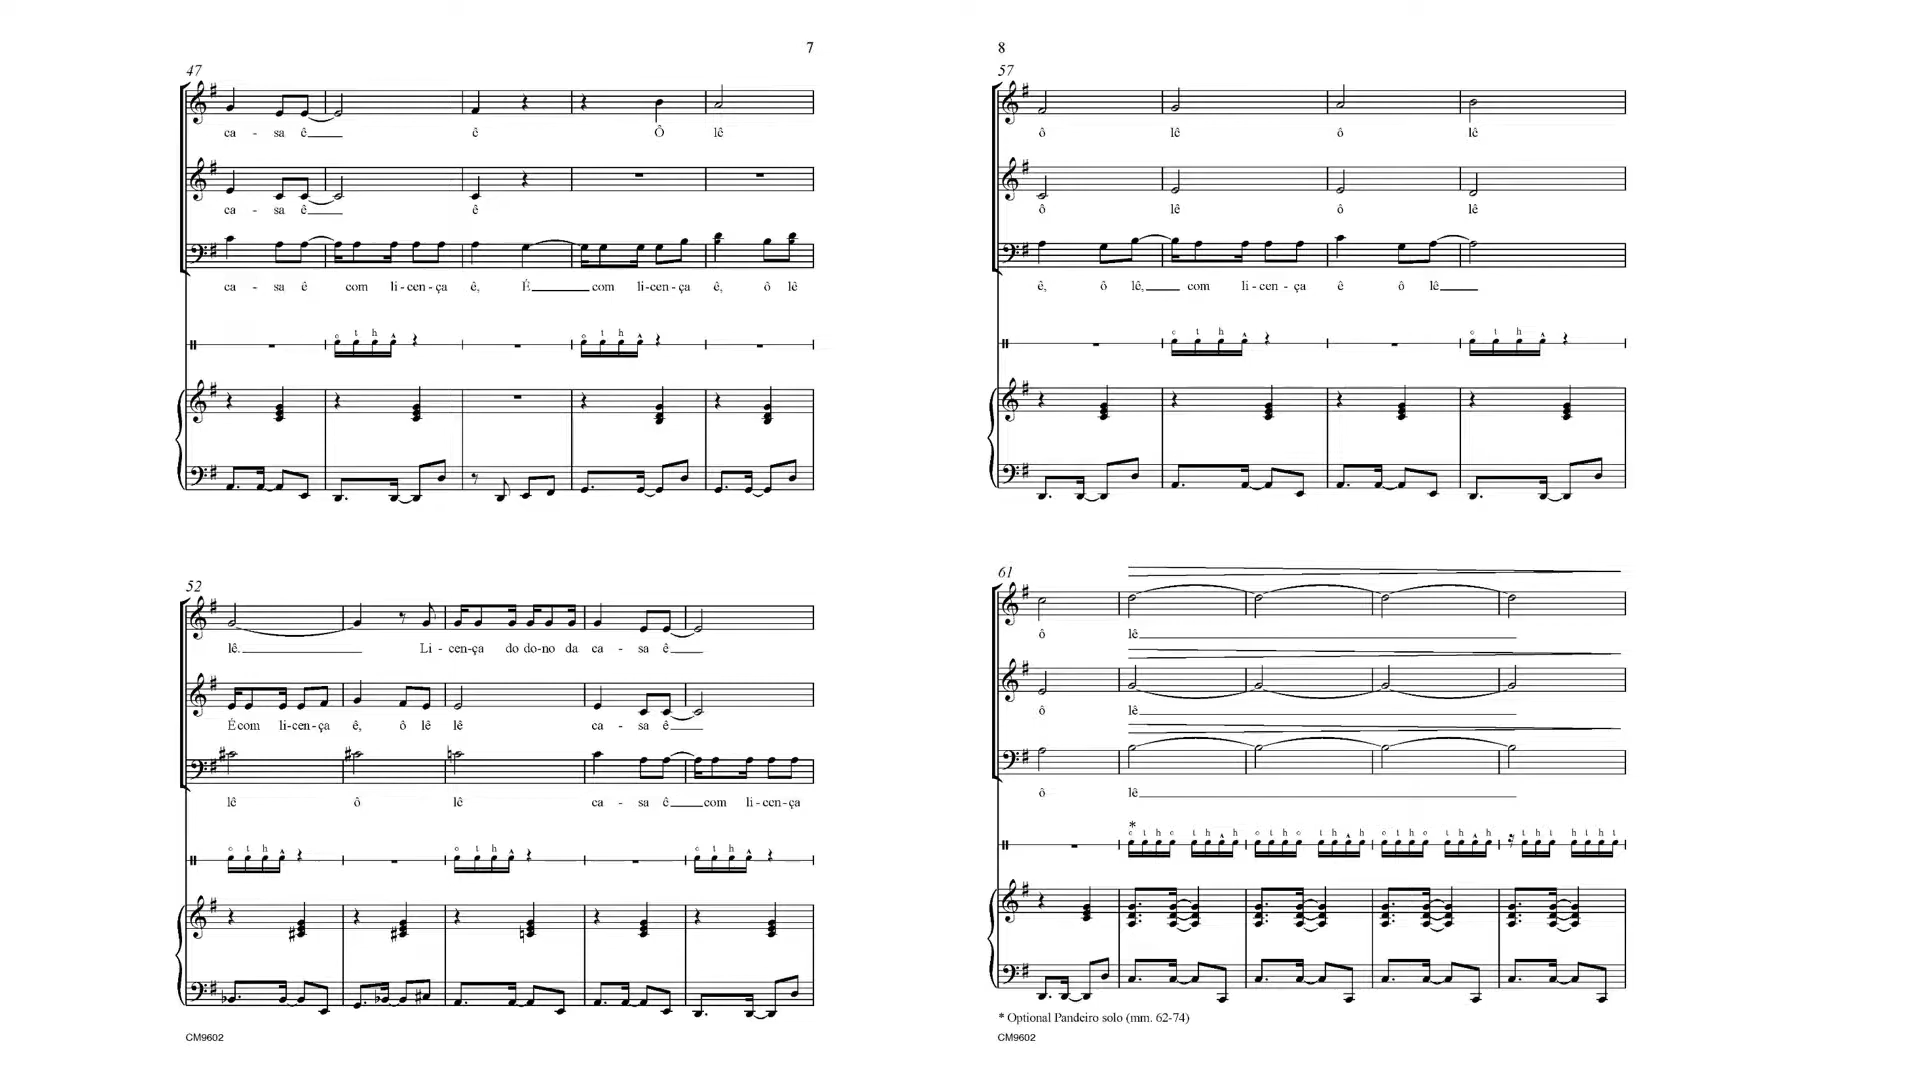 7
47
ca - sa ê ê Ô lê
ca - sa ê ê
ca - sa ê com li - cen - ça ê, É com li - cen - ça ê, ô lê
o t h o t h
52
lê. Li - cen - ça do do - no da ca - sa ê
É com li - cen - ça ê, ô lê lê ca - sa ê
lê ô lê ca - sa ê com li - cen - ça
o t h o t h o t h
CM9602
8
57
ô lê ô lê
ô lê ô lê
ê, ô lê, com li - cen - ça ê ô lê
o t h o t h
61
ô lê
ô lê
ô lê
*
o t h o t h h o t h o t h h o t h o t h h t h t h t h t
* Optional Pandeiro solo (mm. 62-74)
CM9602